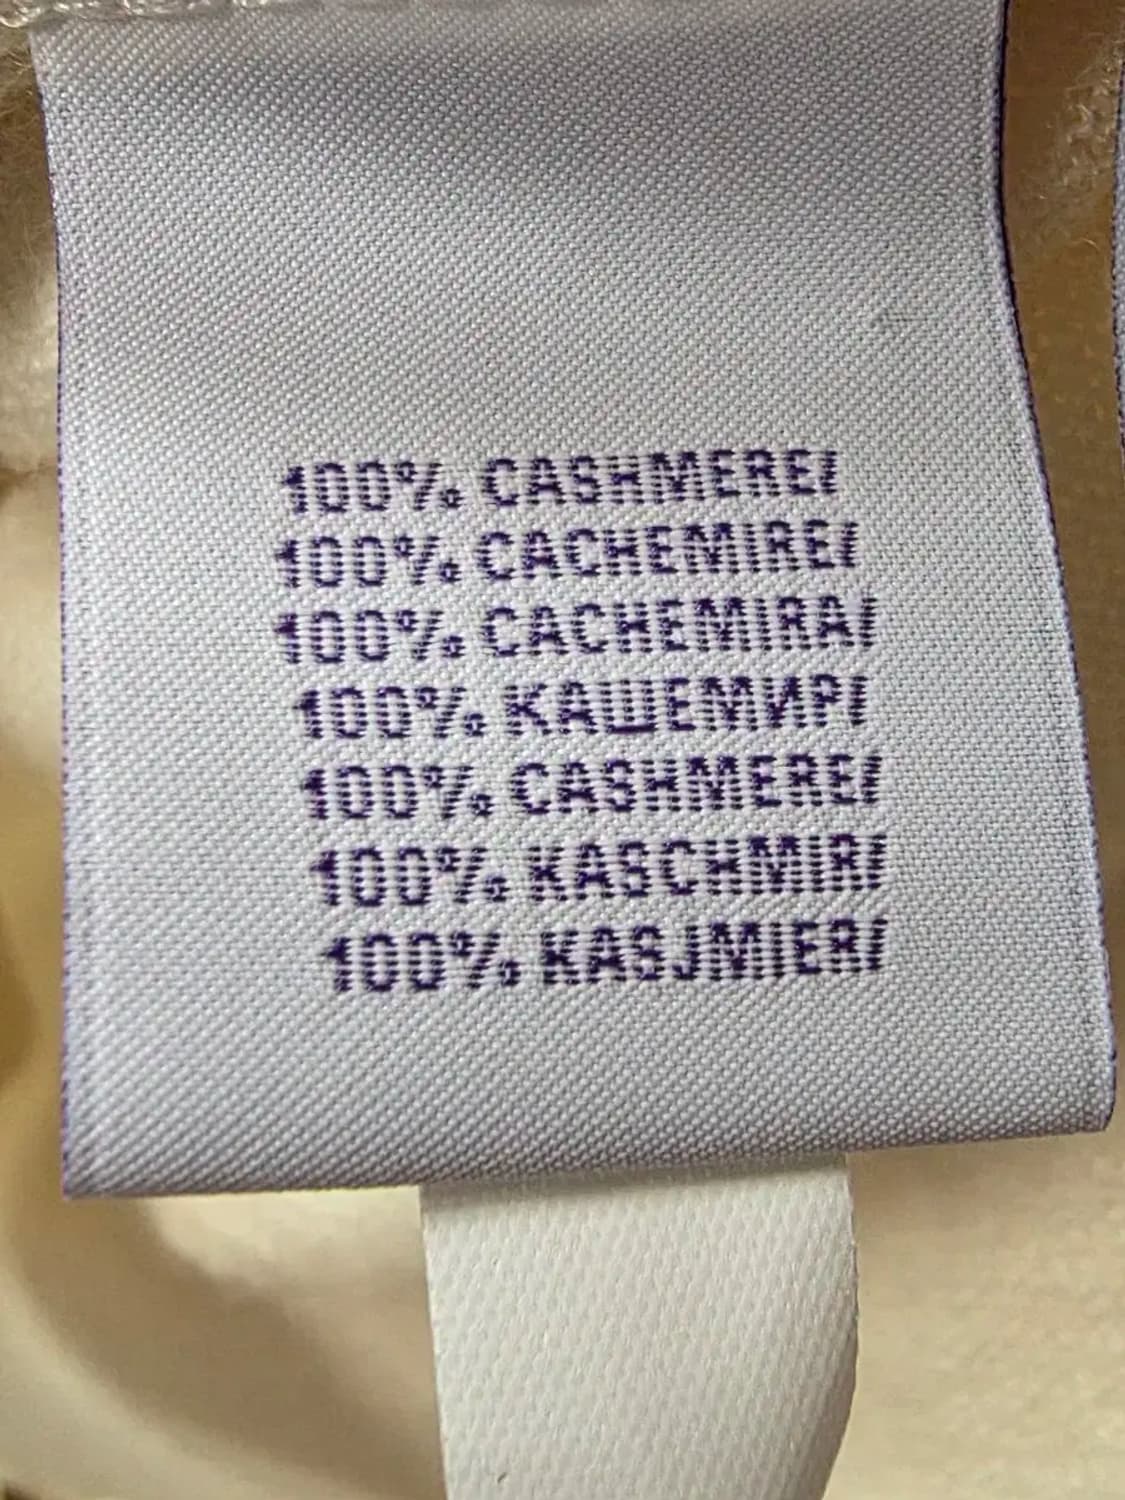 100% CASHMERE/
100% CACHEMIRE/
100% CACHEMIRA/
100% КАШЕМИР/
100% CASHMERE/
100% KASCHMIR/
100% KASJMIER/